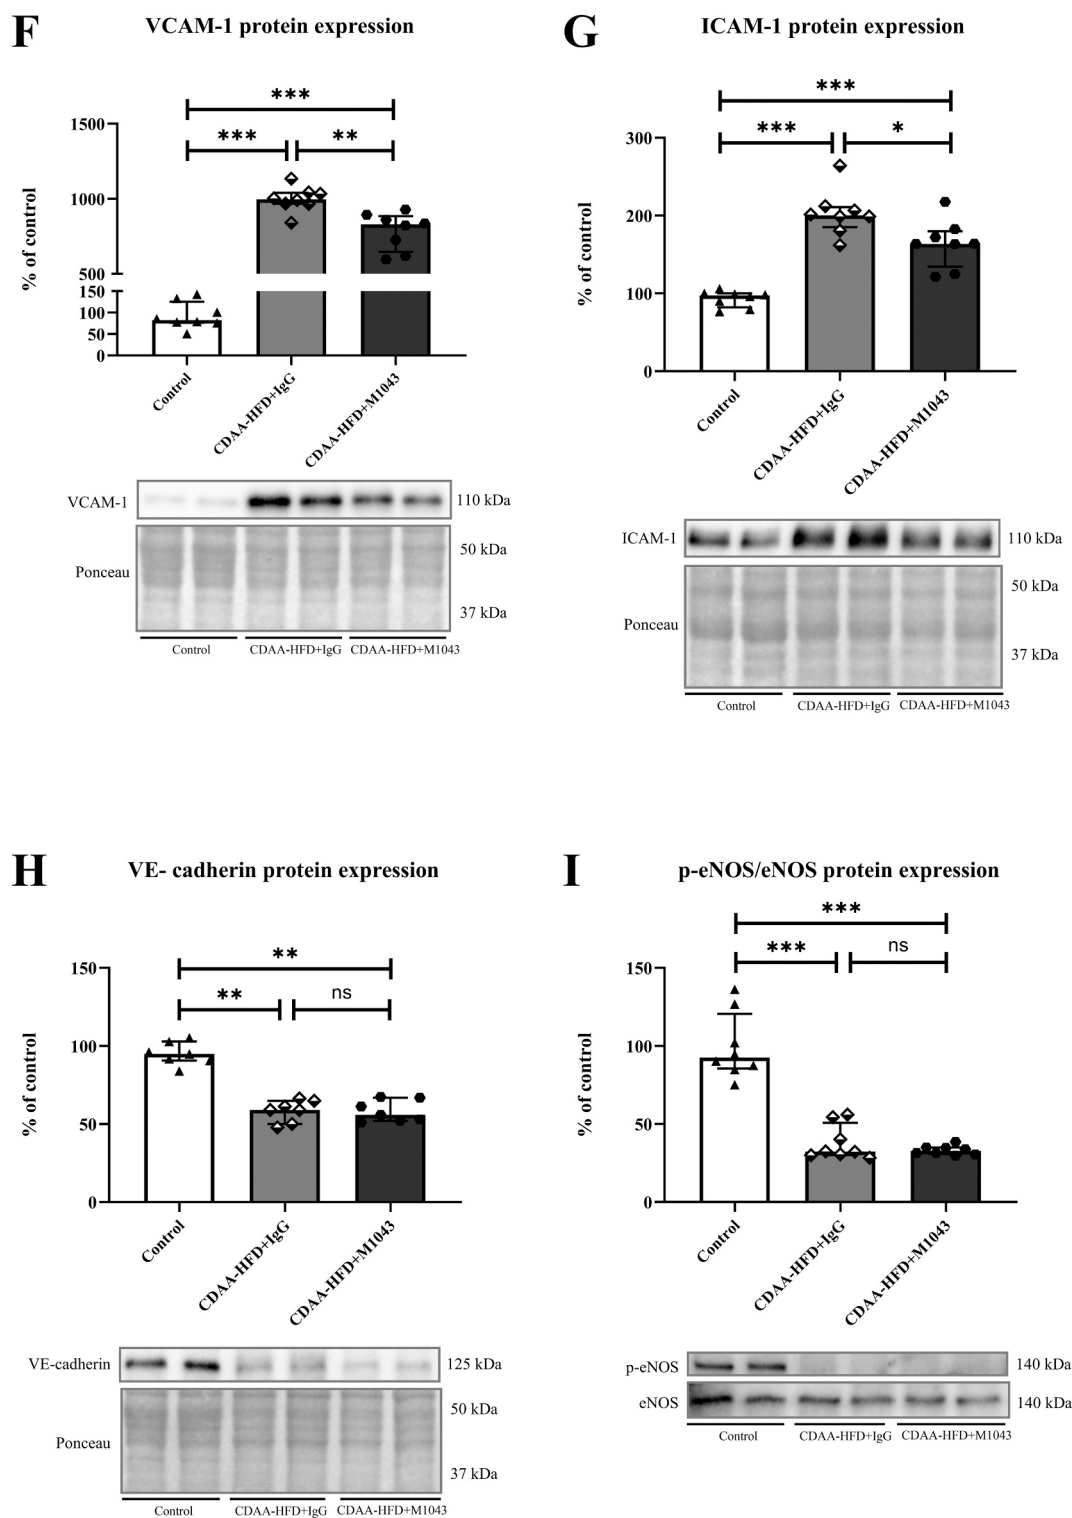 F
VCAM-1 protein expression
***
***
**
% of control
1500
1000
500
150
100
50
0
Control
CDAA-HFD+IgG
CDAA-HFD+M1043
VCAM-1
110 kDa
50 kDa
Ponceau
37 kDa
Control
CDAA-HFD+IgG
CDAA-HFD+M1043
G
ICAM-1 protein expression
***
***
*
% of control
300
200
100
0
Control
CDAA-HFD+IgG
CDAA-HFD+M1043
ICAM-1
110 kDa
50 kDa
Ponceau
37 kDa
Control
CDAA-HFD+IgG
CDAA-HFD+M1043
H
VE- cadherin protein expression
**
**
ns
% of control
150
100
50
0
Control
CDAA-HFD+IgG
CDAA-HFD+M1043
VE-cadherin
125 kDa
50 kDa
Ponceau
37 kDa
Control
CDAA-HFD+IgG
CDAA-HFD+M1043
I
p-eNOS/eNOS protein expression
***
***
ns
% of control
150
100
50
0
Control
CDAA-HFD+IgG
CDAA-HFD+M1043
p-eNOS
140 kDa
eNOS
140 kDa
Control
CDAA-HFD+IgG
CDAA-HFD+M1043